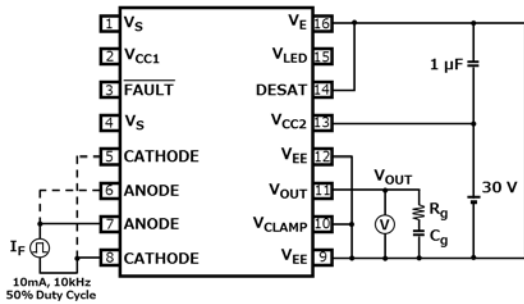 1 VS
2 VCC1
3 FAULT
4 VS
5 CATHODE
6 ANODE
7 ANODE
8 CATHODE
VE 16
VLED 15
DESAT 14
VCC2 13
VEE 12
VOUT 11
VCLAMP 10
VEE 9
IF
10mA, 10kHz
50% Duty Cycle
1 µF
VOUT
V
Rg
Cg
30 V